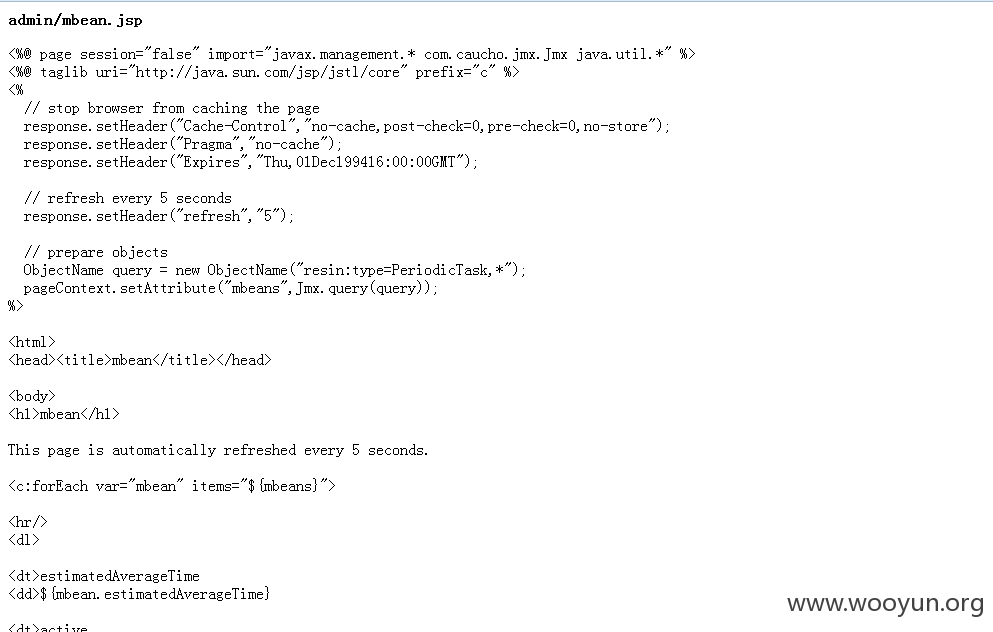 admin/mbean.jsp
<%@ page session="false" import="javax.management.* com.caucho.jmx.Jmx java.util.*" %>
<%@ taglib uri="http://java.sun.com/jsp/jstl/core" prefix="c" %>
<%
  // stop browser from caching the page
  response.setHeader("Cache-Control","no-cache,post-check=0,pre-check=0,no-store");
  response.setHeader("Pragma","no-cache");
  response.setHeader("Expires","Thu,01Dec199416:00:00GMT");
  // refresh every 5 seconds
  response.setHeader("refresh","5");
  // prepare objects
  ObjectName query = new ObjectName("resin:type=PeriodicTask,*");
  pageContext.setAttribute("mbeans",Jmx.query(query));
%>
<html>
<head><title>mbean</title></head>
<body>
<h1>mbean</h1>
This page is automatically refreshed every 5 seconds.
<c:forEach var="mbean" items="${mbeans}">
<hr/>
<dl>
<dt>estimatedAverageTime
<dd>${mbean.estimatedAverageTime}
<dt>active
www.wooyun.org